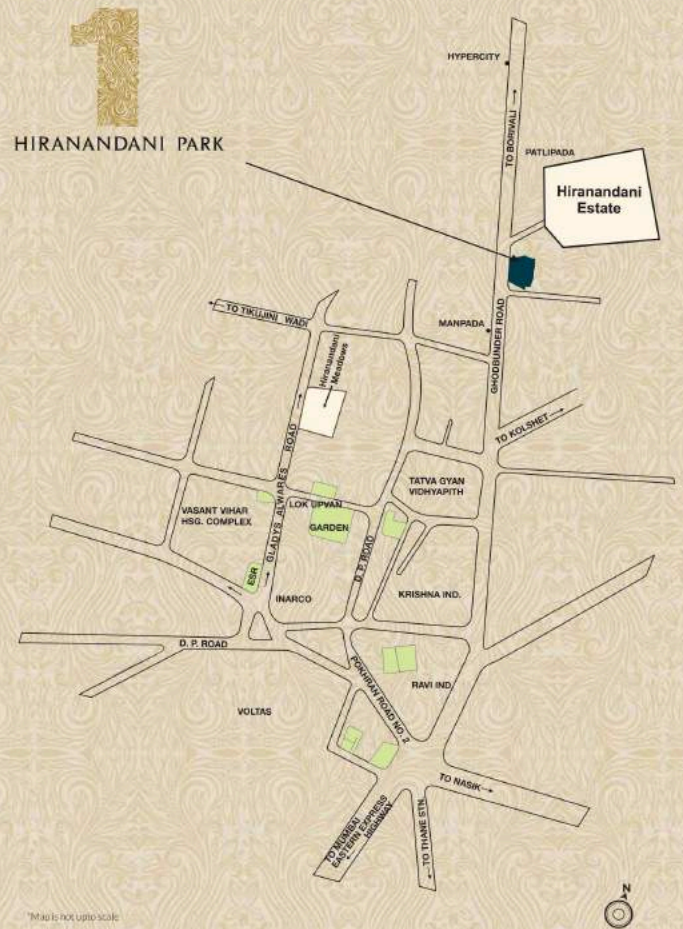 1
HIRANANDANI PARK
HYPERCITY
TO BORIVALI
PATLIPADA
Hiranandani
Estate
TO TIKUJINI WADI
MANPADA
GHODBUNDER ROAD
Hiranandani
Meadows
TO KOLSHET
GLADYS ALWARES ROAD
TATVA GYAN
VIDHYAPITH
VASANT VIHAR
HSG. COMPLEX
LOK UPVAN
GARDEN
D. P. ROAD
ESR
INARCO
KRISHNA IND.
D. P. ROAD
POKHRAN ROAD NO. 2
RAVI IND.
VOLTAS
TO NASIK
TO MUMBAI
EASTERN EXPRESS
HIGHWAY
TO THANE STN.
N
*Map is not upto scale